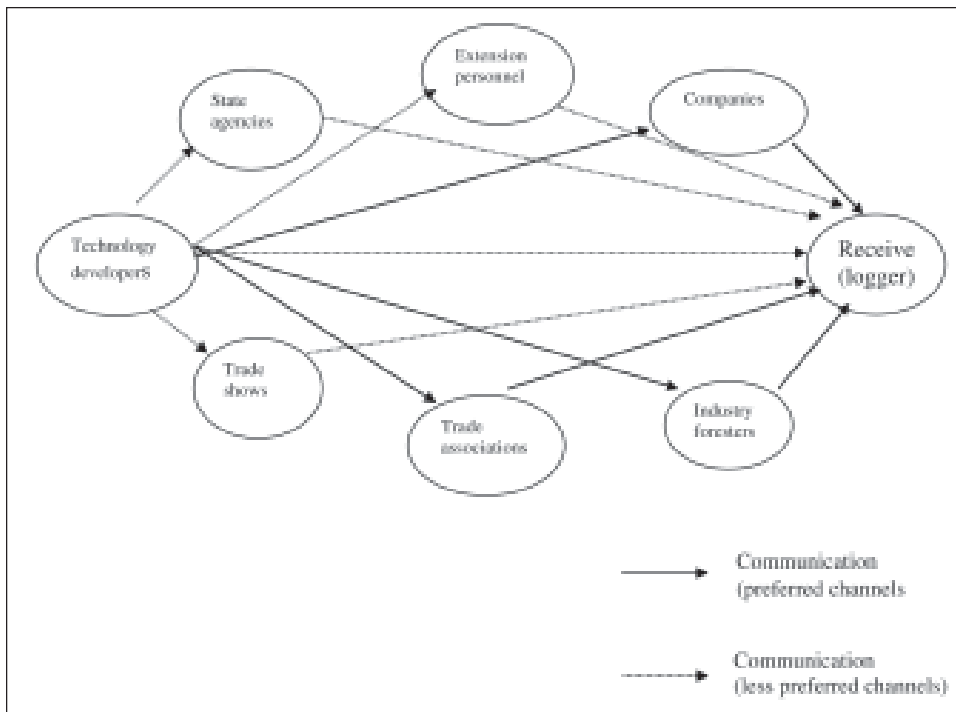 Extension
personnel
State
agencies
Companies
Technology
developerS
Receive
(logger)
Trade
shows
Trade
associations
Industry
foresters
Communication
(preferred channels
Communication
(less preferred channels)